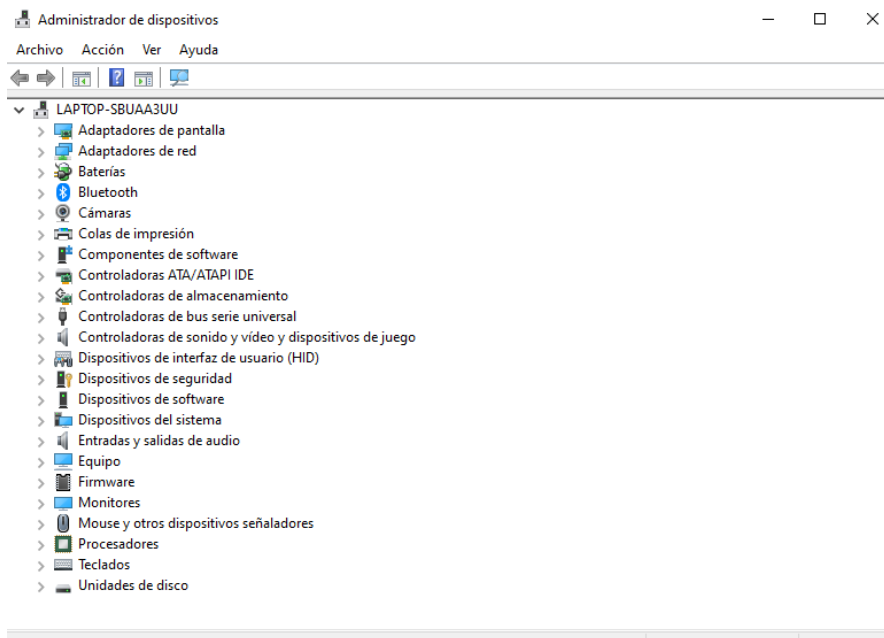 Administrador de dispositivos
Archivo Acción Ver Ayuda
LAPTOP-SBUAA3UU
Adaptadores de pantalla
Adaptadores de red
Baterías
Bluetooth
Cámaras
Colas de impresión
Componentes de software
Controladoras ATA/ATAPI IDE
Controladoras de almacenamiento
Controladoras de bus serie universal
Controladoras de sonido y vídeo y dispositivos de juego
Dispositivos de interfaz de usuario (HID)
Dispositivos de seguridad
Dispositivos de software
Dispositivos del sistema
Entradas y salidas de audio
Equipo
Firmware
Monitores
Mouse y otros dispositivos señaladores
Procesadores
Teclados
Unidades de disco